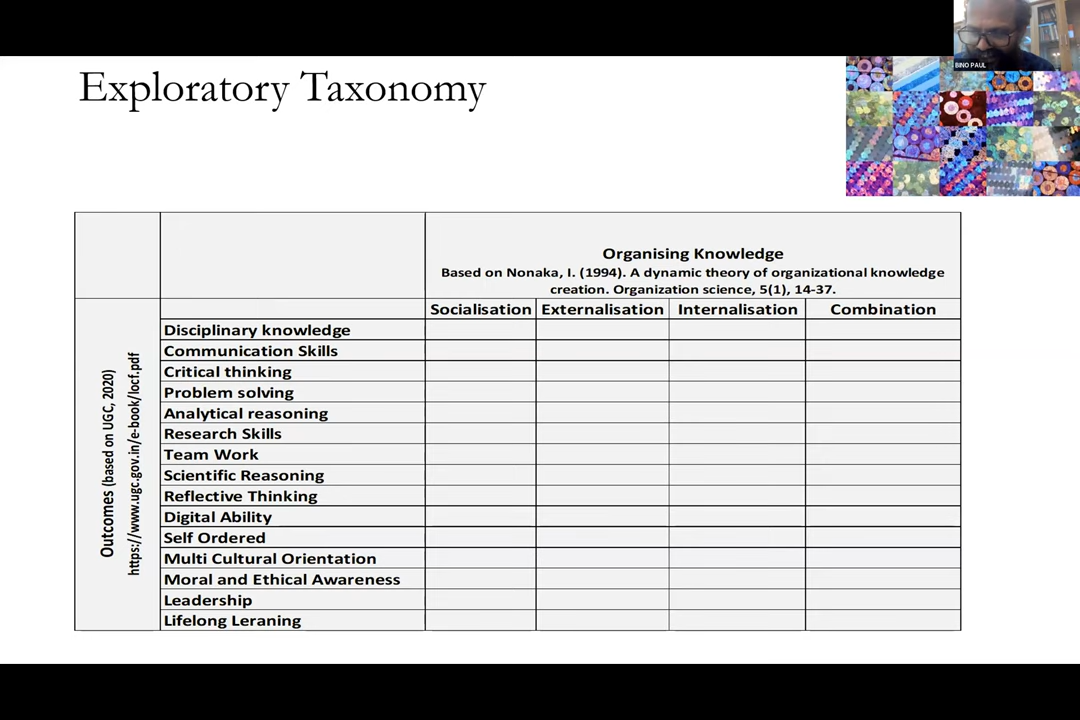 BINO PAUL
Exploratory Taxonomy
Organising Knowledge
Based on Nonaka, I. (1994). A dynamic theory of organizational knowledge
creation. Organization science, 5(1), 14-37.
Socialisation Externalisation Internalisation Combination
Outcomes (based on UGC, 2020)
https://www.ugc.gov.in/e-book/locf.pdf
Disciplinary knowledge
Communication Skills
Critical thinking
Problem solving
Analytical reasoning
Research Skills
Team Work
Scientific Reasoning
Reflective Thinking
Digital Ability
Self Ordered
Multi Cultural Orientation
Moral and Ethical Awareness
Leadership
Lifelong Leraning